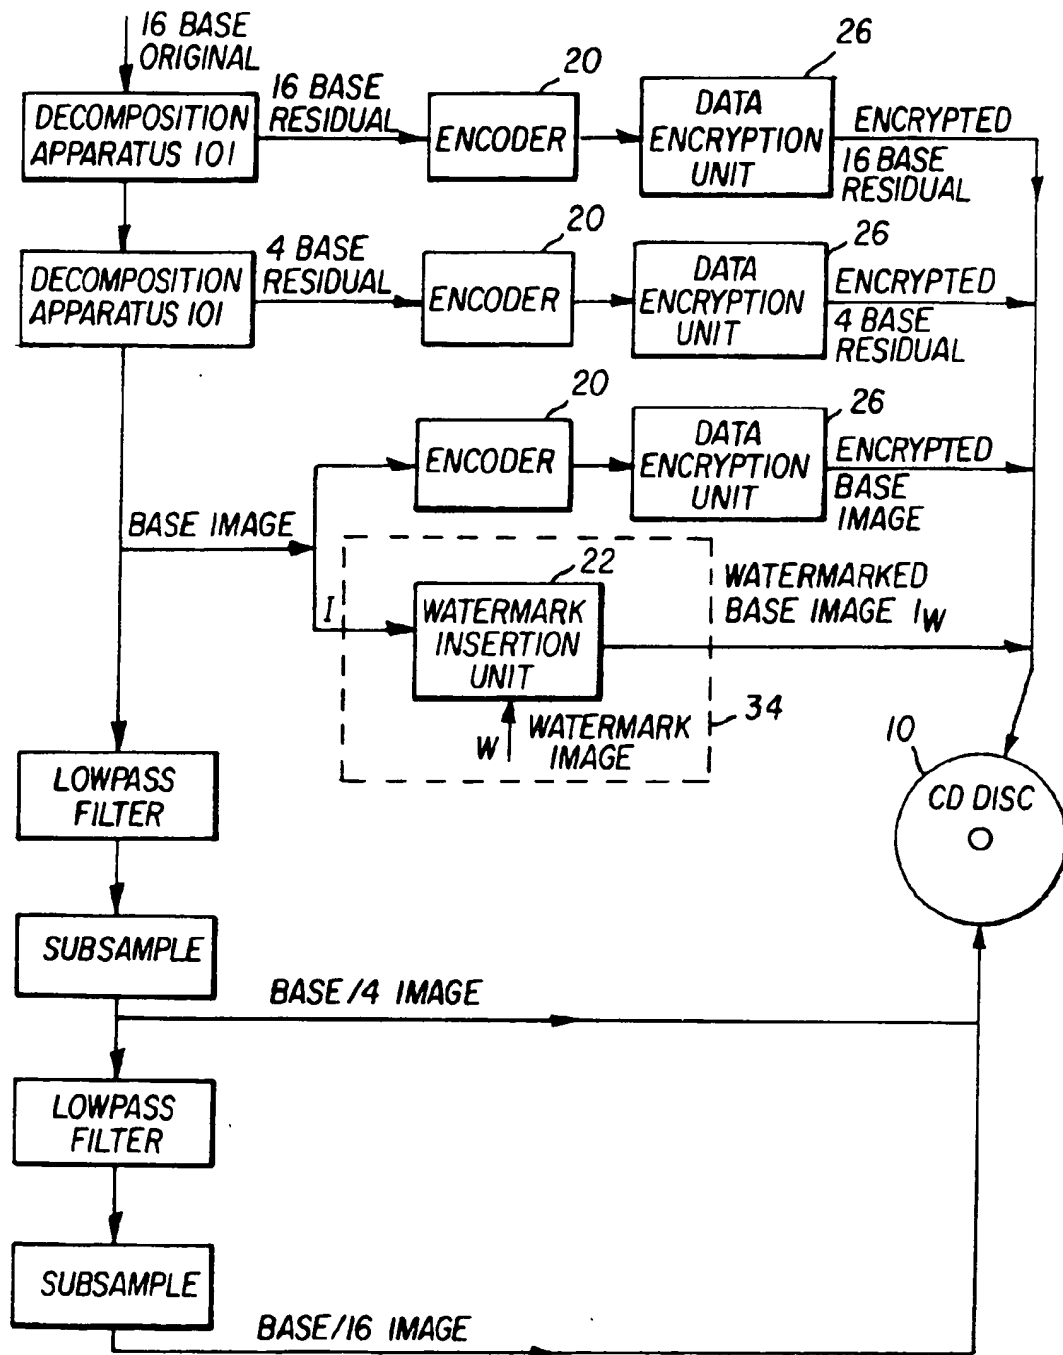 16 BASE
ORIGINAL
DECOMPOSITION
APPARATUS 101
16 BASE
RESIDUAL
20
ENCODER
26
DATA
ENCRYPTION
UNIT
ENCRYPTED
16 BASE
RESIDUAL
DECOMPOSITION
APPARATUS 101
4 BASE
RESIDUAL
20
ENCODER
26
DATA
ENCRYPTION
UNIT
ENCRYPTED
4 BASE
RESIDUAL
20
ENCODER
26
DATA
ENCRYPTION
UNIT
ENCRYPTED
BASE
IMAGE
BASE IMAGE
I
22
WATERMARK
INSERTION
UNIT
WATERMARKED
BASE IMAGE IW
W
WATERMARK
IMAGE
34
10
CD DISC
LOWPASS
FILTER
SUBSAMPLE
BASE/4 IMAGE
LOWPASS
FILTER
SUBSAMPLE
BASE/16 IMAGE